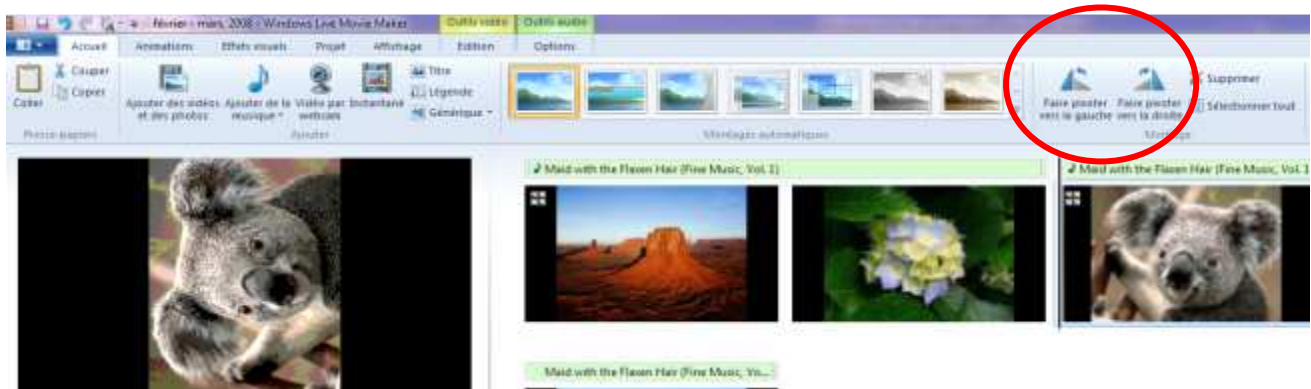 février - mars 2008 - Windows Live Movie Maker
Outils vidéo
Outils audio
Accueil
Animations
Effets visuels
Projet
Affichage
Edition
Options
Coller
Couper
Copier
Presse-papiers
Ajouter des vidéos
et des photos
Ajouter de la
musique
Vidéo par
webcam
Instantané
Titre
Légende
Générique
Ajouter
Montages automatiques
Faire pivoter
vers la gauche
Faire pivoter
vers la droite
Supprimer
Sélectionner tout
Montage
Maid with the Flaxen Hair (Fine Music, Vol. 1)
Maid with the Flaxen Hair (Fine Music, Vol. 1
Maid with the Flaxen Hair (Fine Music, Vo...